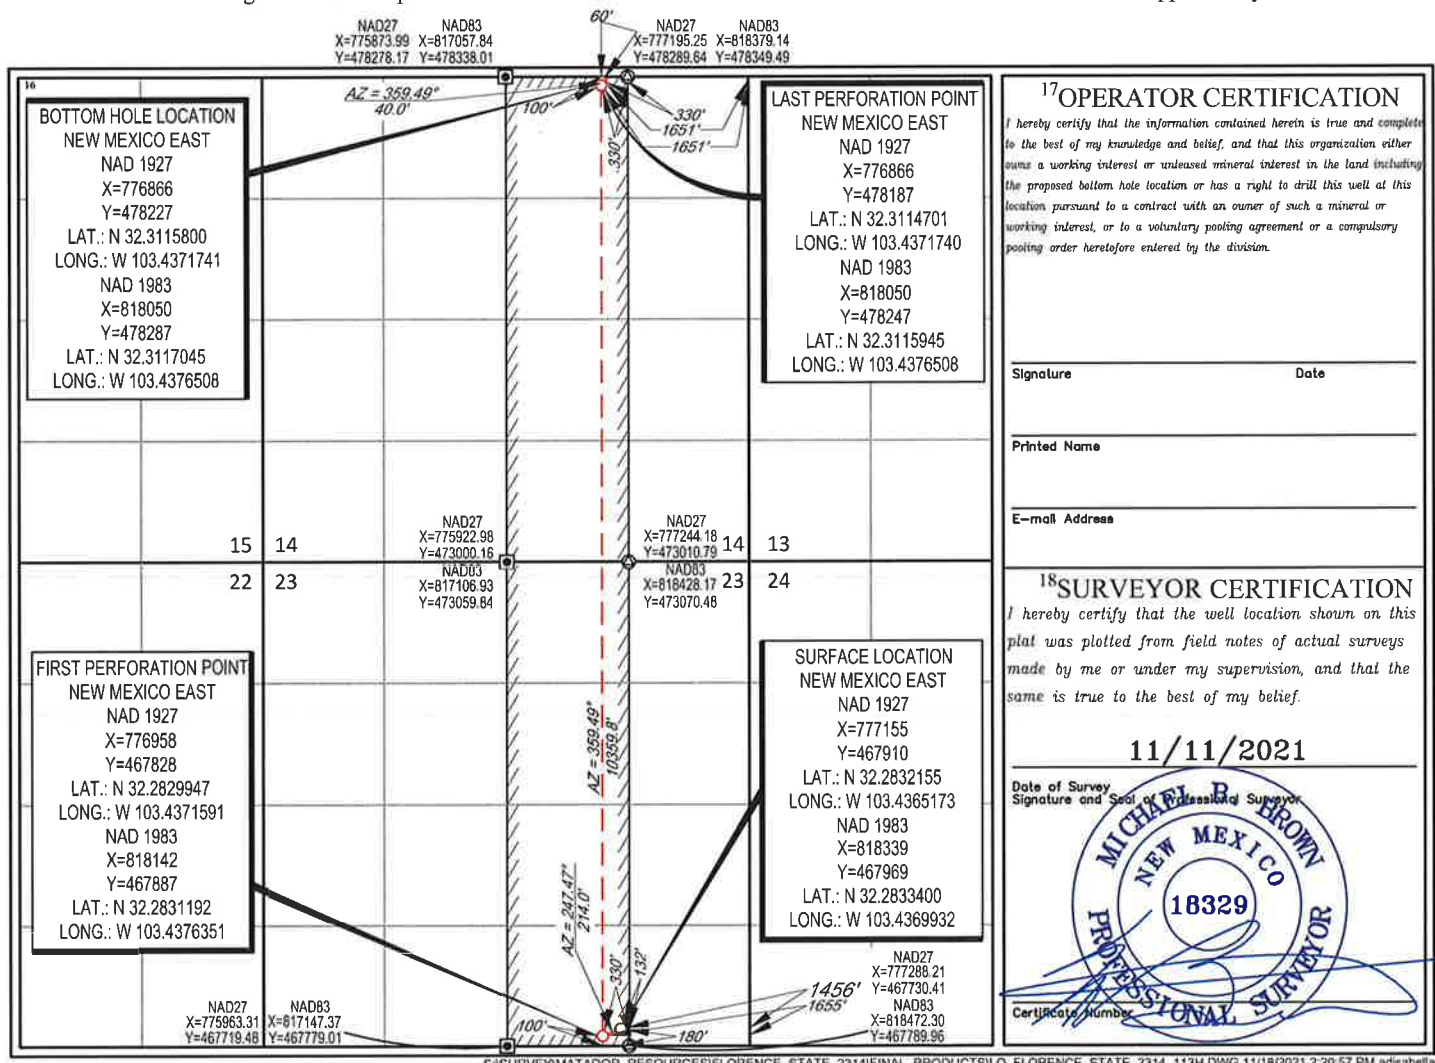 60'
NAD27 NAD83
X=775873.99 X=817057.84
Y=478278.17 Y=478338.01
NAD27 NAD83
X=777195.25 X=818379.14
Y=478289.64 Y=478349.49
16
BOTTOM HOLE LOCATION
NEW MEXICO EAST
NAD 1927
X=776866
Y=478227
LAT.: N 32.3115800
LONG.: W 103.4371741
NAD 1983
X=818050
Y=478287
LAT.: N 32.3117045
LONG.: W 103.4376508
AZ = 359.49°
40.0'
100'
330'
1651'
1651'
330'
LAST PERFORATION POINT
NEW MEXICO EAST
NAD 1927
X=776866
Y=478187
LAT.: N 32.3114701
LONG.: W 103.4371740
NAD 1983
X=818050
Y=478247
LAT.: N 32.3115945
LONG.: W 103.4376508
15 14
22 23
NAD27
X=775922.98
Y=473000.16
NAD83
X=817106.93
Y=473059.84
NAD27
X=777244.18
Y=473010.79
NAD83
X=818428.17
Y=473070.48
14 13
23 24
FIRST PERFORATION POINT
NEW MEXICO EAST
NAD 1927
X=776958
Y=467828
LAT.: N 32.2829947
LONG.: W 103.4371591
NAD 1983
X=818142
Y=467887
LAT.: N 32.2831192
LONG.: W 103.4376351
AZ = 359.49°
10359.8'
AZ = 247.47°
214.0'
SURFACE LOCATION
NEW MEXICO EAST
NAD 1927
X=777155
Y=467910
LAT.: N 32.2832155
LONG.: W 103.4365173
NAD 1983
X=818339
Y=467969
LAT.: N 32.2833400
LONG.: W 103.4369932
330'
132'
100'
180'
1456'
1655'
NAD27 NAD83
X=775963.31 X=817147.37
Y=467719.48 Y=467779.01
NAD27
X=777288.21
Y=467730.41
NAD83
X=818472.30
Y=467789.96
17OPERATOR CERTIFICATION
I hereby certify that the information contained herein is true and complete
to the best of my knowledge and belief, and that this organization either
owns a working interest or unleased mineral interest in the land including
the proposed bottom hole location or has a right to drill this well at this
location pursuant to a contract with an owner of such a mineral or
working interest, or to a voluntary pooling agreement or a compulsory
pooling order heretofore entered by the division.
Signature Date
Printed Name
E-mail Address
18SURVEYOR CERTIFICATION
I hereby certify that the well location shown on this
plat was plotted from field notes of actual surveys
made by me or under my supervision, and that the
same is true to the best of my belief.
11/11/2021
Date of Survey
Signature and Seal of Professional Surveyor
MICHAEL B. BROWN
NEW MEXICO
18329
PROFESSIONAL SURVEYOR
Certificate Number